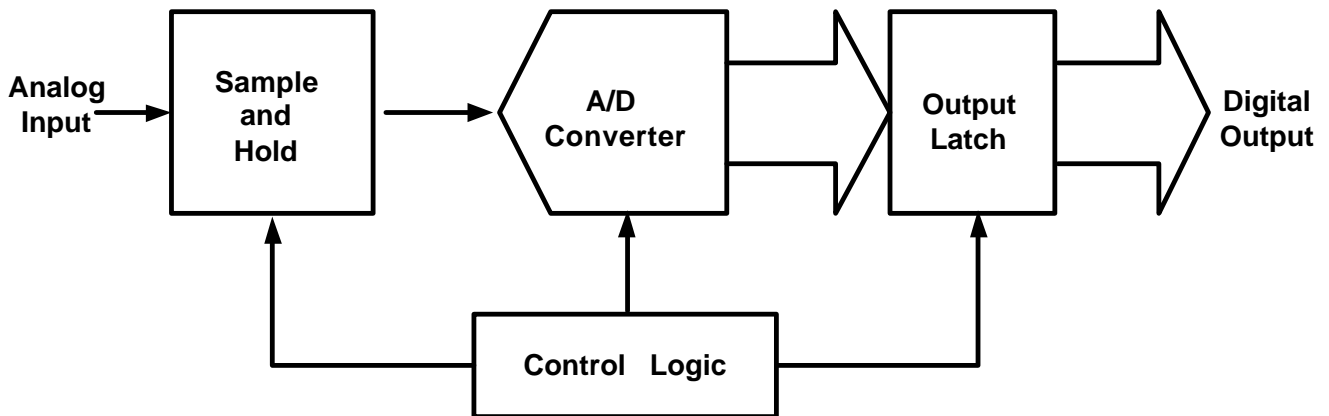 Analog
Input
Sample
and
Hold
A/D
Converter
Output
Latch
Digital
Output
Control Logic